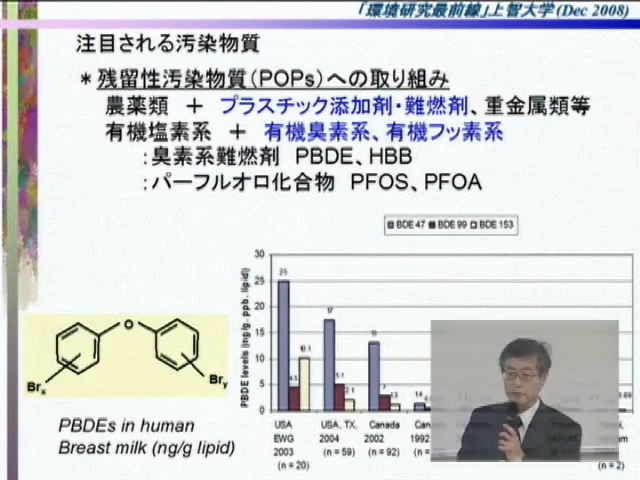 「環境研究最前線」上智大学 (Dec 2008)
注目される汚染物質
＊残留性汚染物質（POPs）への取り組み
農薬類 ＋ プラスチック添加剤・難燃剤、重金属類等
有機塩素系 ＋ 有機臭素系、有機フッ素系
：臭素系難燃剤 PBDE、HBB
：パーフルオロ化合物 PFOS、PFOA
BDE 47 BDE 99 BDE 153
PBDE levels (ng/g, ppb, lipid)
30
25
20
15
10
5
0
25
4.5
10.1
17
5.1
2.1
13
3
1.4
O
Brx
Bry
USA
EWG
2003
(n = 20)
USA, TX,
2004
(n = 59)
Canada
2002
(n = 92)
1992
(n = 2)
PBDEs in human
Breast milk (ng/g lipid)